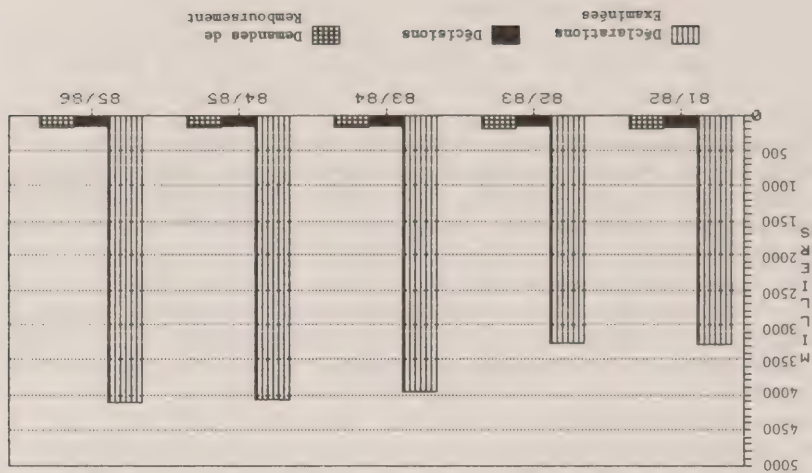 5000
4500
4000
3500
3000
2500
2000
1500
1000
500
0
MILLIERS
81/82
82/83
83/84
84/85
85/86
Déclarations
Examinées
Décisions
Demandes de
Remboursement